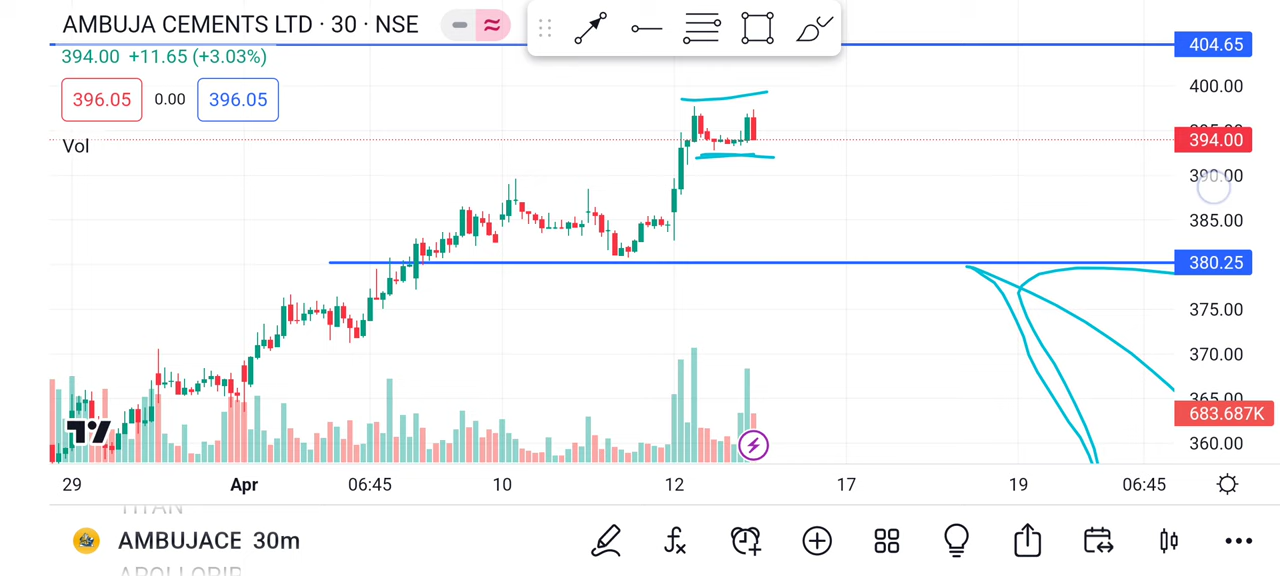 AMBUJA CEMENTS LTD · 30 · NSE
394.00 +11.65 (+3.03%)
396.05 0.00 396.05
Vol
404.65
400.00
394.00
390.00
385.00
380.25
375.00
370.00
365.00
683.687K
360.00
29 Apr 06:45 10 12 17 19 06:45
AMBUJACE 30m